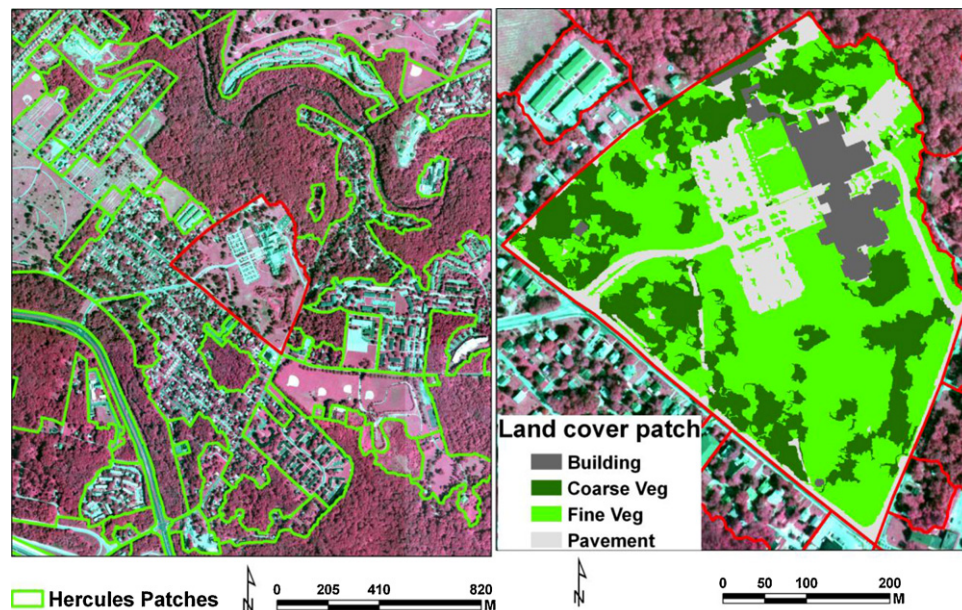 Land cover patch
Building
Coarse Veg
Fine Veg
Pavement
Hercules Patches
N
0 205 410 820
M
N
0 50 100 200
M